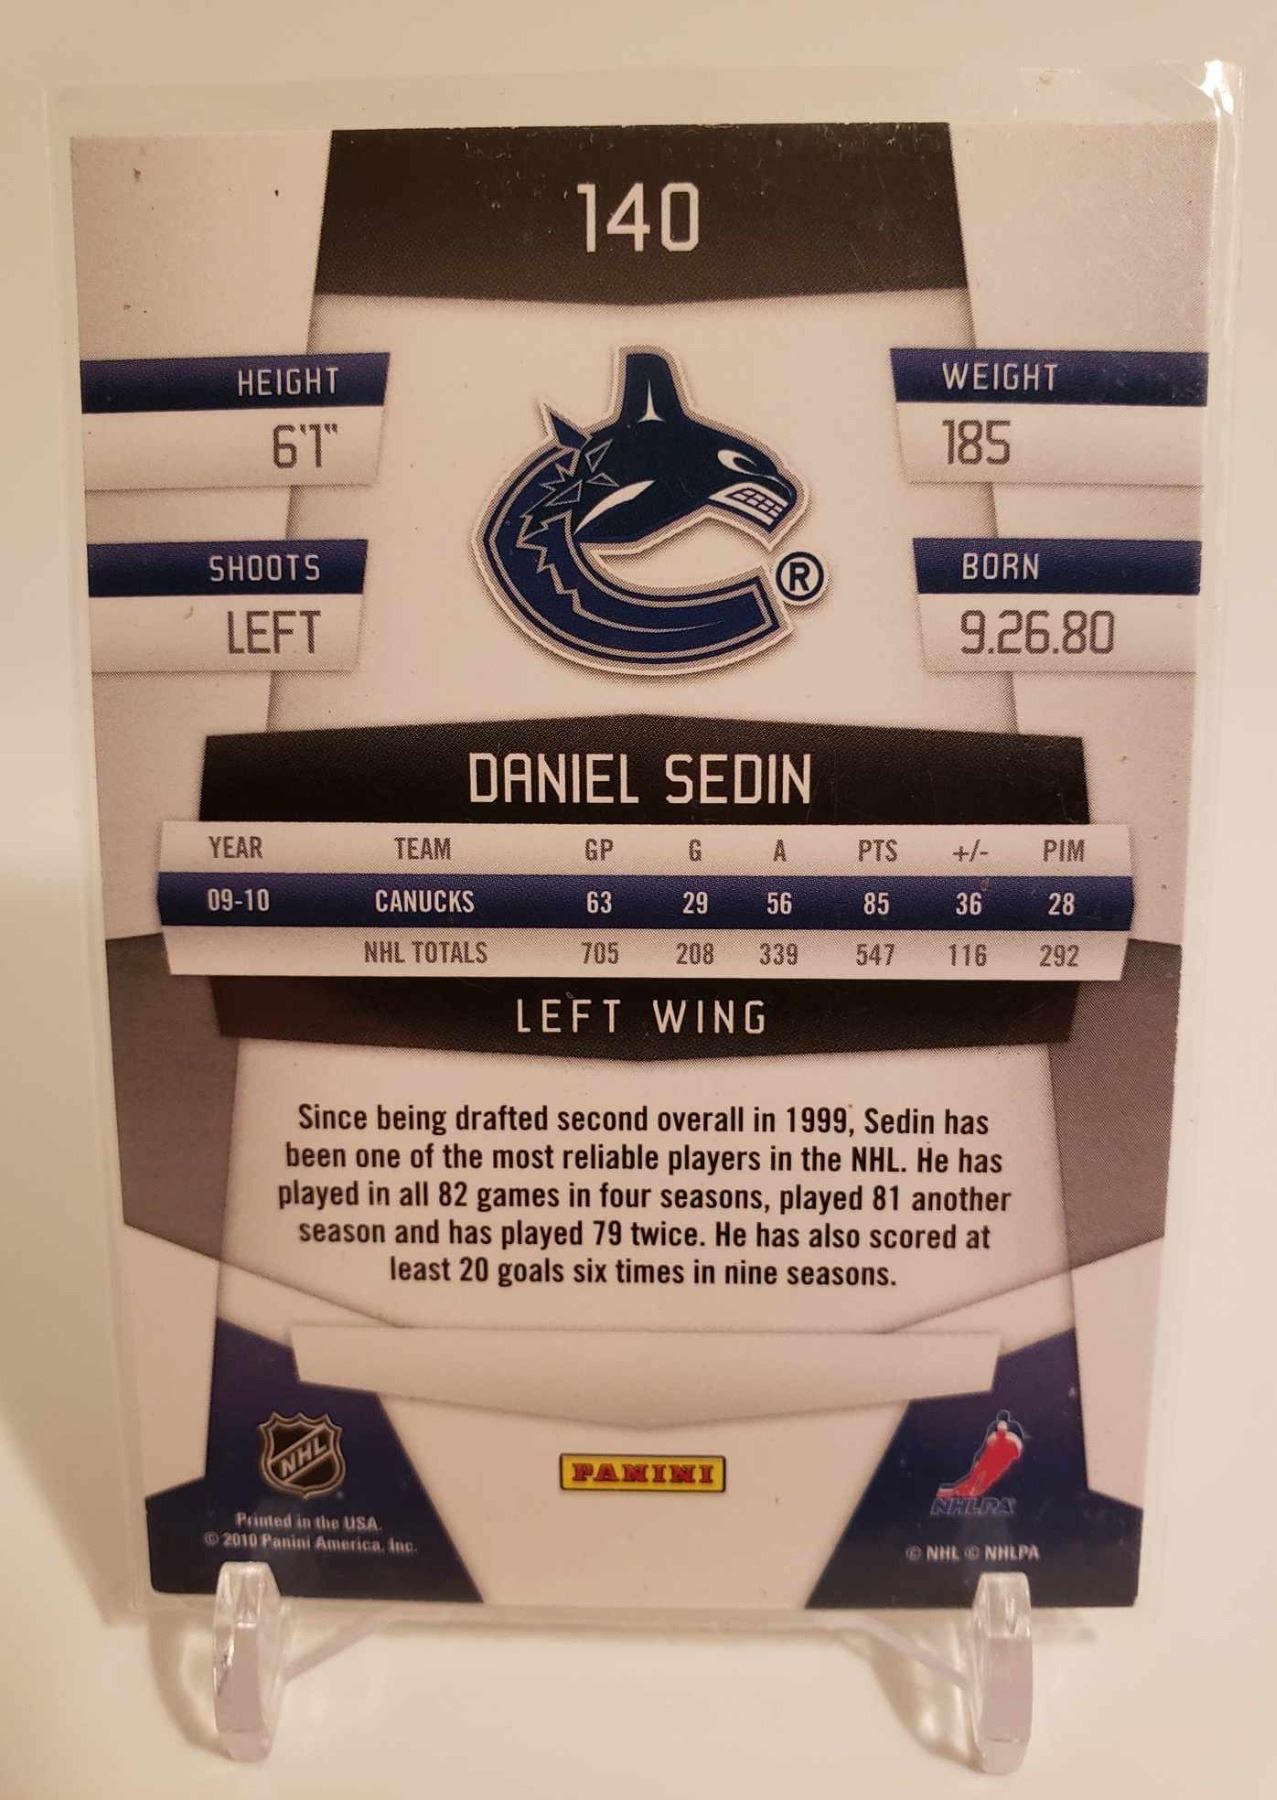 140
HEIGHT
6'1"
WEIGHT
185
SHOOTS
LEFT
BORN
9.26.80
®
DANIEL SEDIN
YEAR TEAM GP G A PTS +/- PIM
09-10 CANUCKS 63 29 56 85 36 28
NHL TOTALS 705 208 339 547 116 292
LEFT WING
Since being drafted second overall in 1999, Sedin has
been one of the most reliable players in the NHL. He has
played in all 82 games in four seasons, played 81 another
season and has played 79 twice. He has also scored at
least 20 goals six times in nine seasons.
NHL
PANINI
NHLPA
Printed in the USA.
© 2010 Panini America, Inc.
© NHL © NHLPA